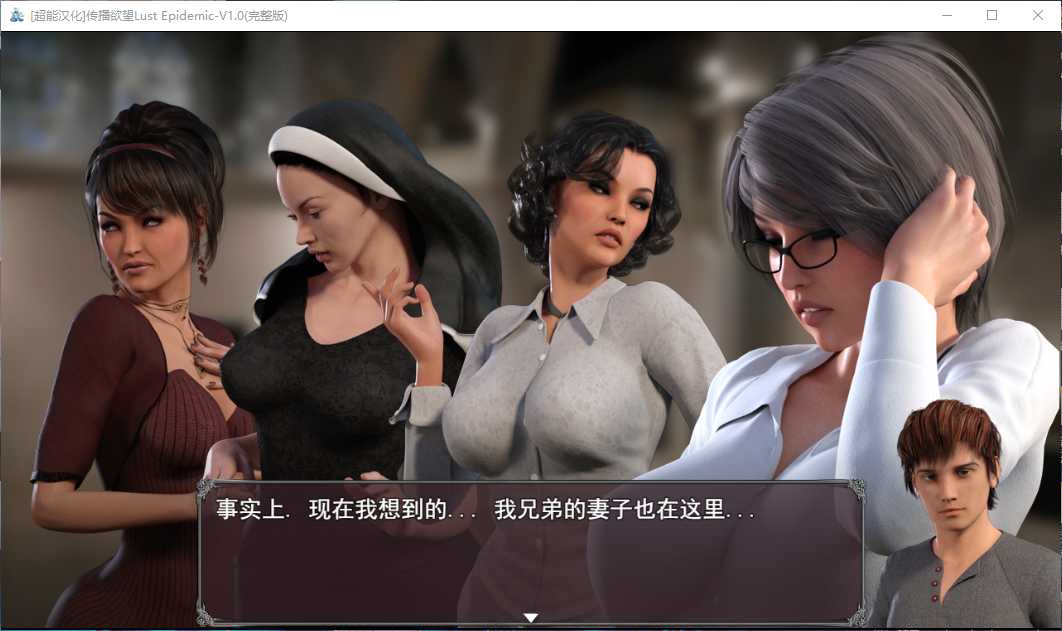 [超能汉化]传播欲望Lust Epidemic-V1.0(完整版)
事实上. 现在我想到的... 我兄弟的妻子也在这里...